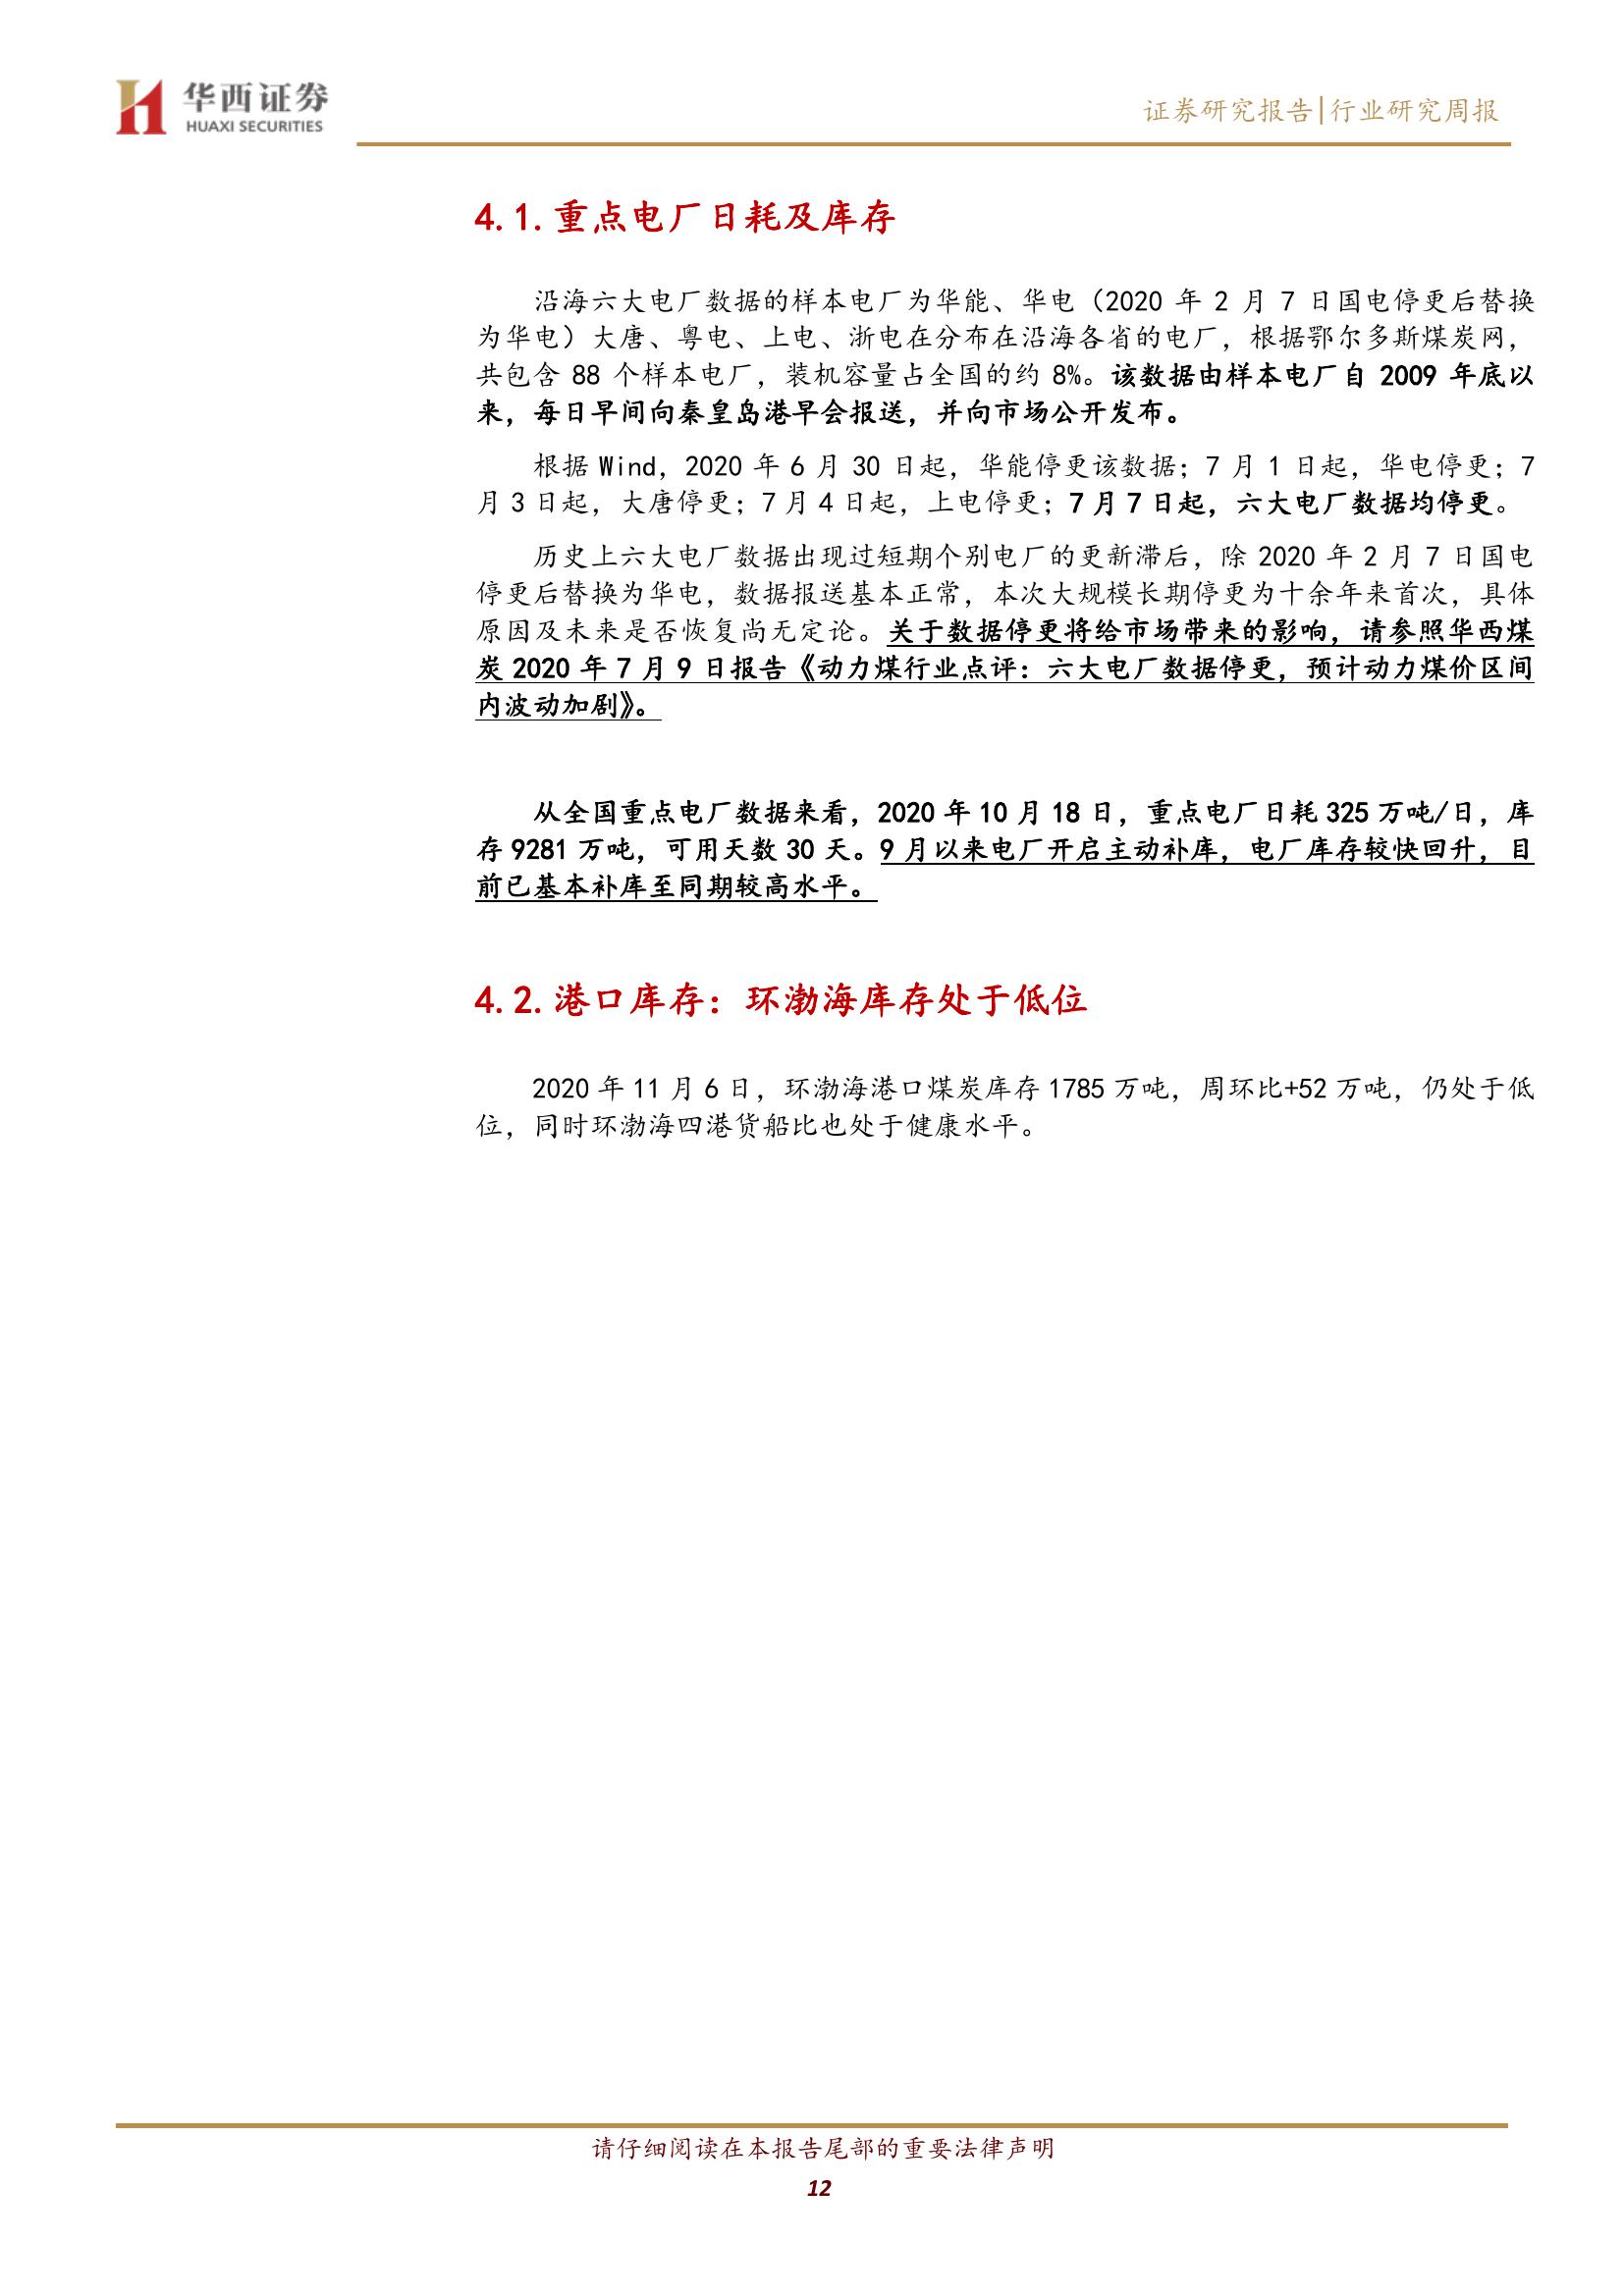 华西证券
HUAXI SECURITIES
证券研究报告|行业研究周报
4.1.重点电厂日耗及库存
沿海六大电厂数据的样本电厂为华能、华电（2020 年 2 月 7 日国电停更后替换
为华电）大唐、粤电、上电、浙电在分布在沿海各省的电厂，根据鄂尔多斯煤炭网，
共包含 88 个样本电厂，装机容量占全国的约 8%。该数据由样本电厂自 2009 年底以
来，每日早间向秦皇岛港早会报送，并向市场公开发布。
根据 Wind，2020 年 6 月 30 日起，华能停更该数据；7 月 1 日起，华电停更；7
月 3 日起，大唐停更；7 月 4 日起，上电停更；7 月 7 日起，六大电厂数据均停更。
历史上六大电厂数据出现过短期个别电厂的更新滞后，除 2020 年 2 月 7 日国电
停更后替换为华电，数据报送基本正常，本次大规模长期停更为十余年来首次，具体
原因及未来是否恢复尚无定论。关于数据停更将给市场带来的影响，请参照华西煤
炭 2020 年 7 月 9 日报告《动力煤行业点评：六大电厂数据停更，预计动力煤价区间
内波动加剧》。
从全国重点电厂数据来看，2020 年 10 月 18 日，重点电厂日耗 325 万吨/日，库
存 9281 万吨，可用天数 30 天。9 月以来电厂开启主动补库，电厂库存较快回升，目
前已基本补库至同期较高水平。
4.2.港口库存：环渤海库存处于低位
2020 年 11 月 6 日，环渤海港口煤炭库存 1785 万吨，周环比+52 万吨，仍处于低
位，同时环渤海四港货船比也处于健康水平。
请仔细阅读在本报告尾部的重要法律声明
12